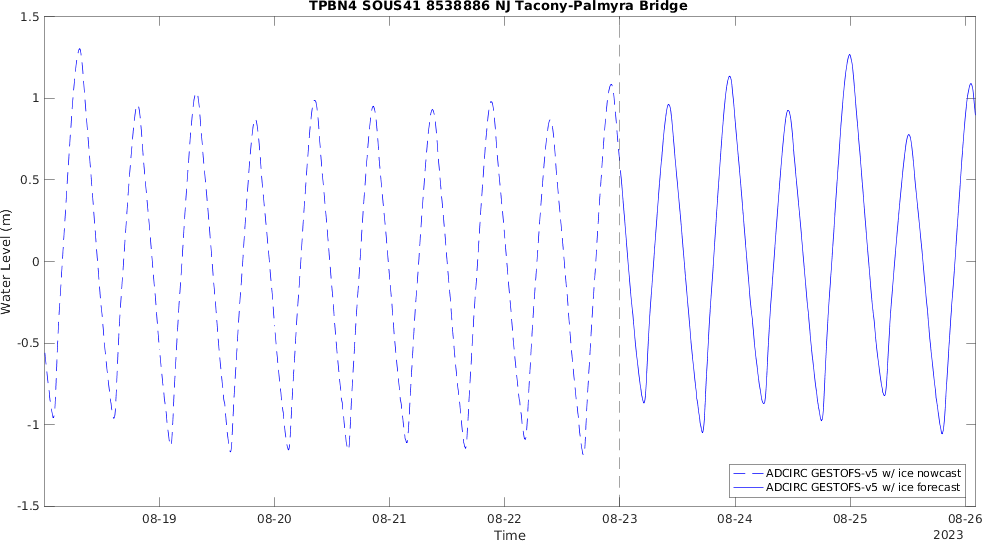 TPBN4 SOUS41 8538886 NJ Tacony-Palmyra Bridge
1.5
1
0.5
0
-0.5
-1
-1.5
Water Level (m)
08-19 08-20 08-21 08-22 08-23 08-24 08-25 08-26
Time
2023
ADCIRC GESTOFS-v5 w/ ice nowcast
ADCIRC GESTOFS-v5 w/ ice forecast